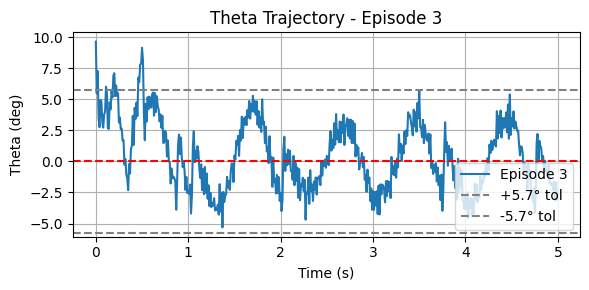 Theta Trajectory - Episode 3
Theta (deg)
10.0
7.5
5.0
2.5
0.0
−2.5
−5.0
Episode 3
+5.7° tol
-5.7° tol
0 1 2 3 4 5
Time (s)